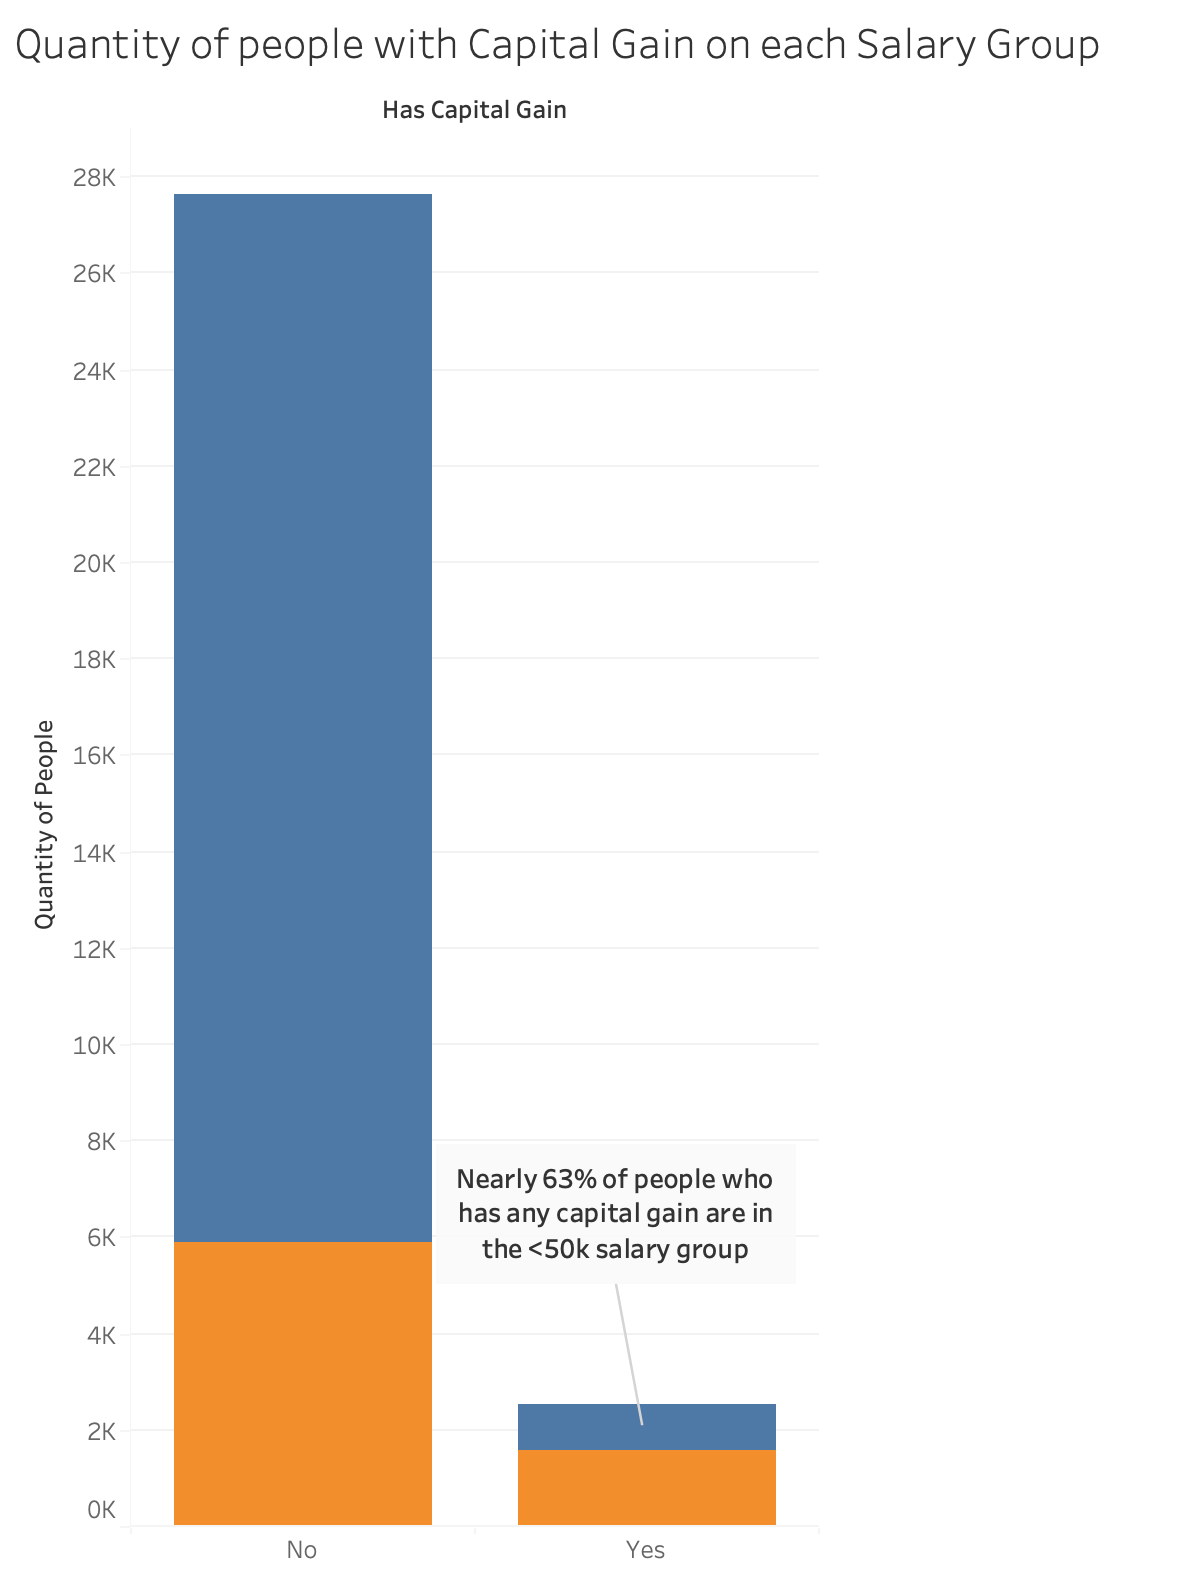 Quantity of people with Capital Gain on each Salary Group
Has Capital Gain
28K
26K
24K
22K
20K
18K
16K
14K
12K
10K
8K
6K
4K
2K
0K
Quantity of People
Nearly 63% of people who
has any capital gain are in
the <50k salary group
No
Yes